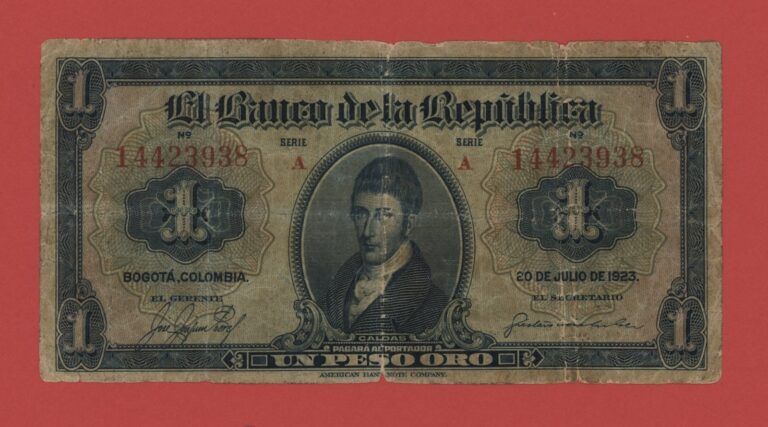 1 1
El Banco de la República
Nº SERIE SERIE Nº
14423938 A A 14423938
1 1
BOGOTÁ, COLOMBIA. 20 DE JULIO DE 1923.
EL GERENTE EL SECRETARIO
CALDAS
PAGARÁ AL PORTADOR
1 UN PESO ORO 1
AMERICAN BANK NOTE COMPANY.